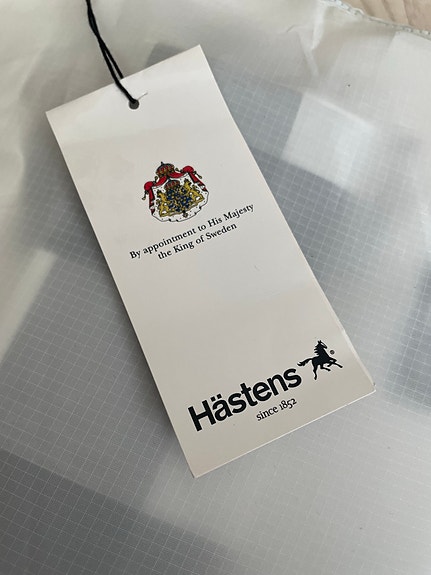 By appointment to His Majesty
the King of Sweden
Hästens
since 1852